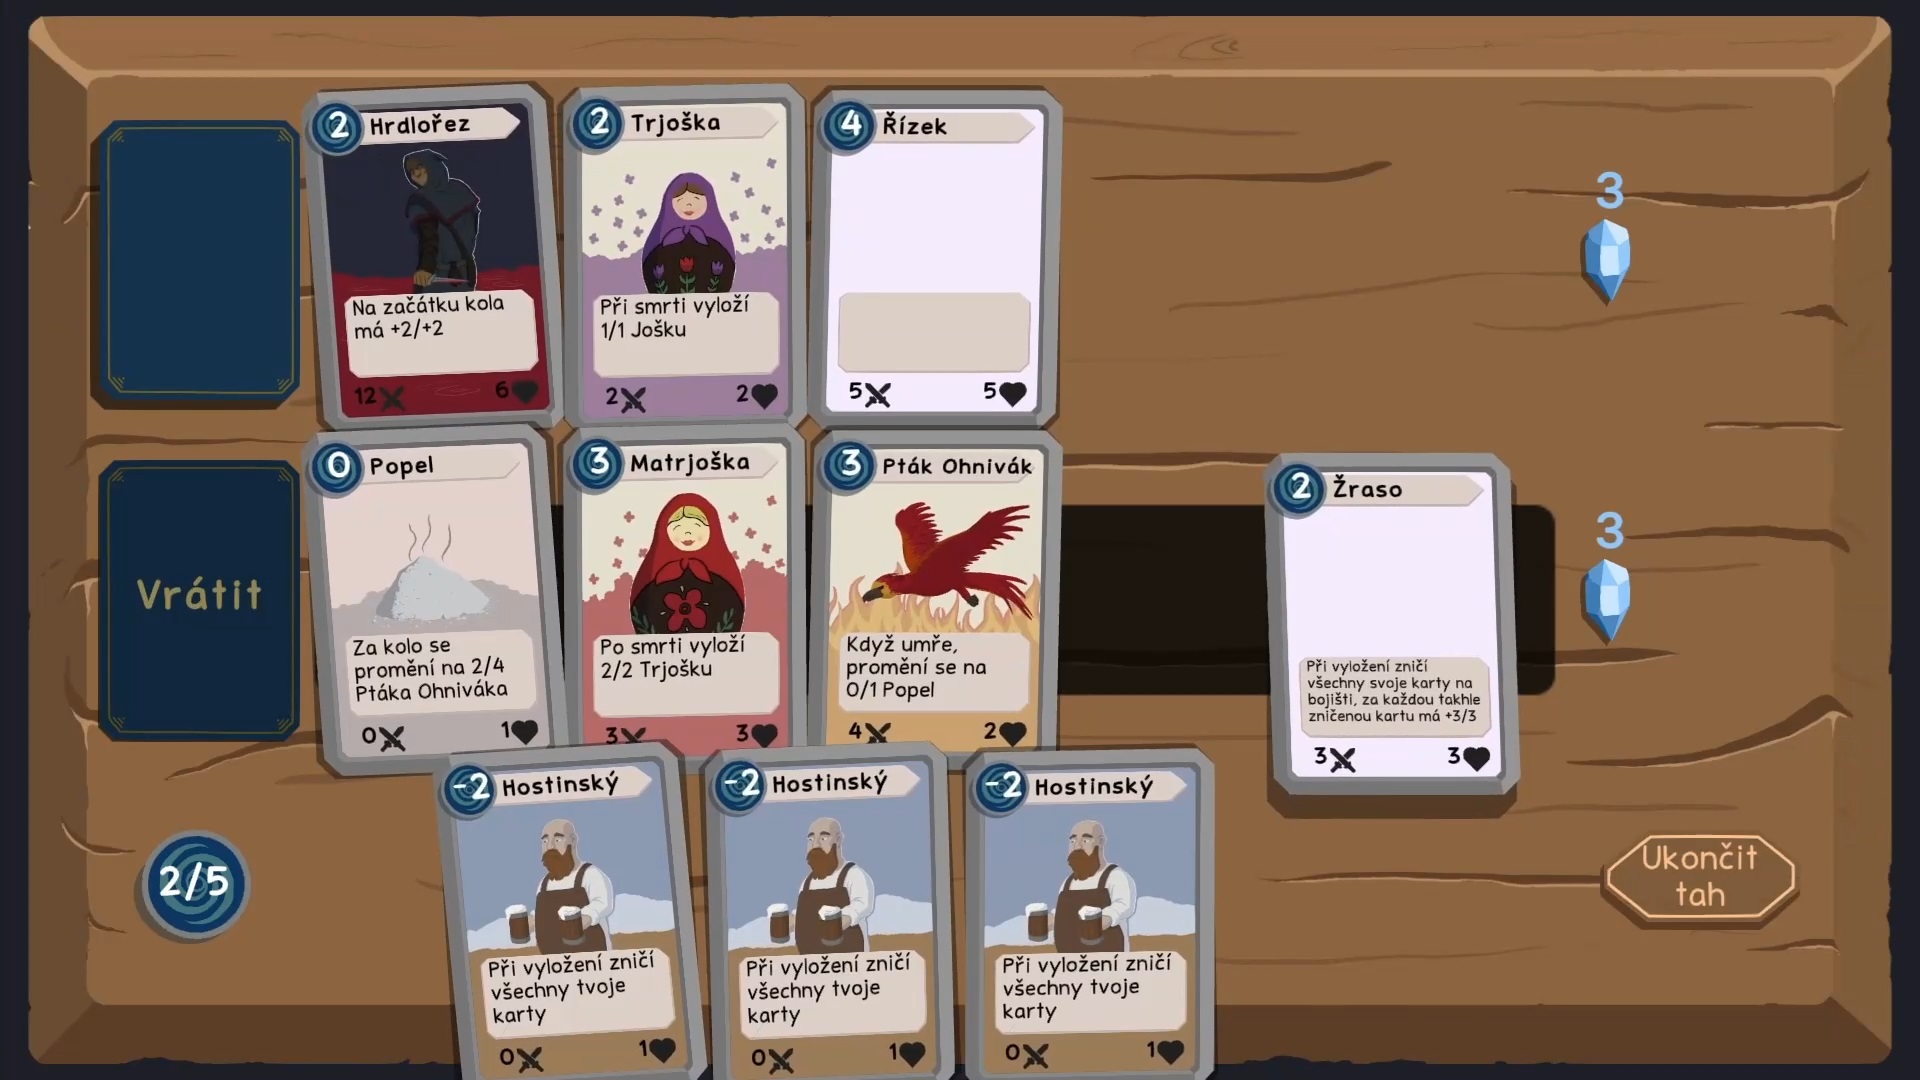 2 Hrdlořez
Na začátku kola
má +2/+2
12 6
2 Trjoška
Při smrti vyloží
1/1 Jošku
2 2
4 Řízek
5 5
3
Vrátit
0 Popel
Za kolo se
promění na 2/4
Ptáka Ohniváka
0 1
3 Matrjoška
Po smrti vyloží
2/2 Trjošku
3 3
3 Pták Ohnivák
Když umře,
promění se na
0/1 Popel
4 2
2 Žraso
Při vyložení zničí
všechny svoje karty na
bojišti, za každou takhle
zničenou kartu má +3/3
3 3
3
2/5
-2 Hostinský
Při vyložení zničí
všechny tvoje
karty
0 1
-2 Hostinský
Při vyložení zničí
všechny tvoje
karty
0 1
-2 Hostinský
Při vyložení zničí
všechny tvoje
karty
0 1
Ukončit
tah